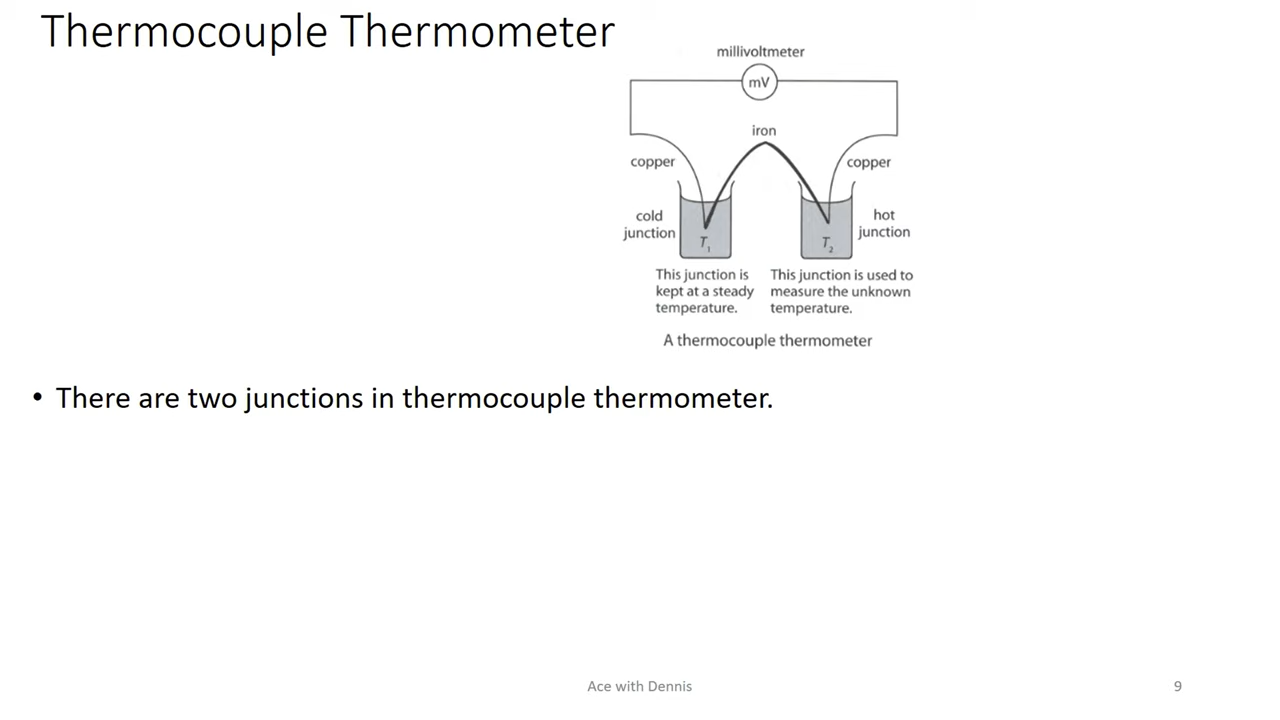 Thermocouple Thermometer
millivoltmeter
mV
iron
copper
copper
cold
junction
hot
junction
T1
T2
This junction is
kept at a steady
temperature.
This junction is used to
measure the unknown
temperature.
A thermocouple thermometer
• There are two junctions in thermocouple thermometer.
Ace with Dennis
9